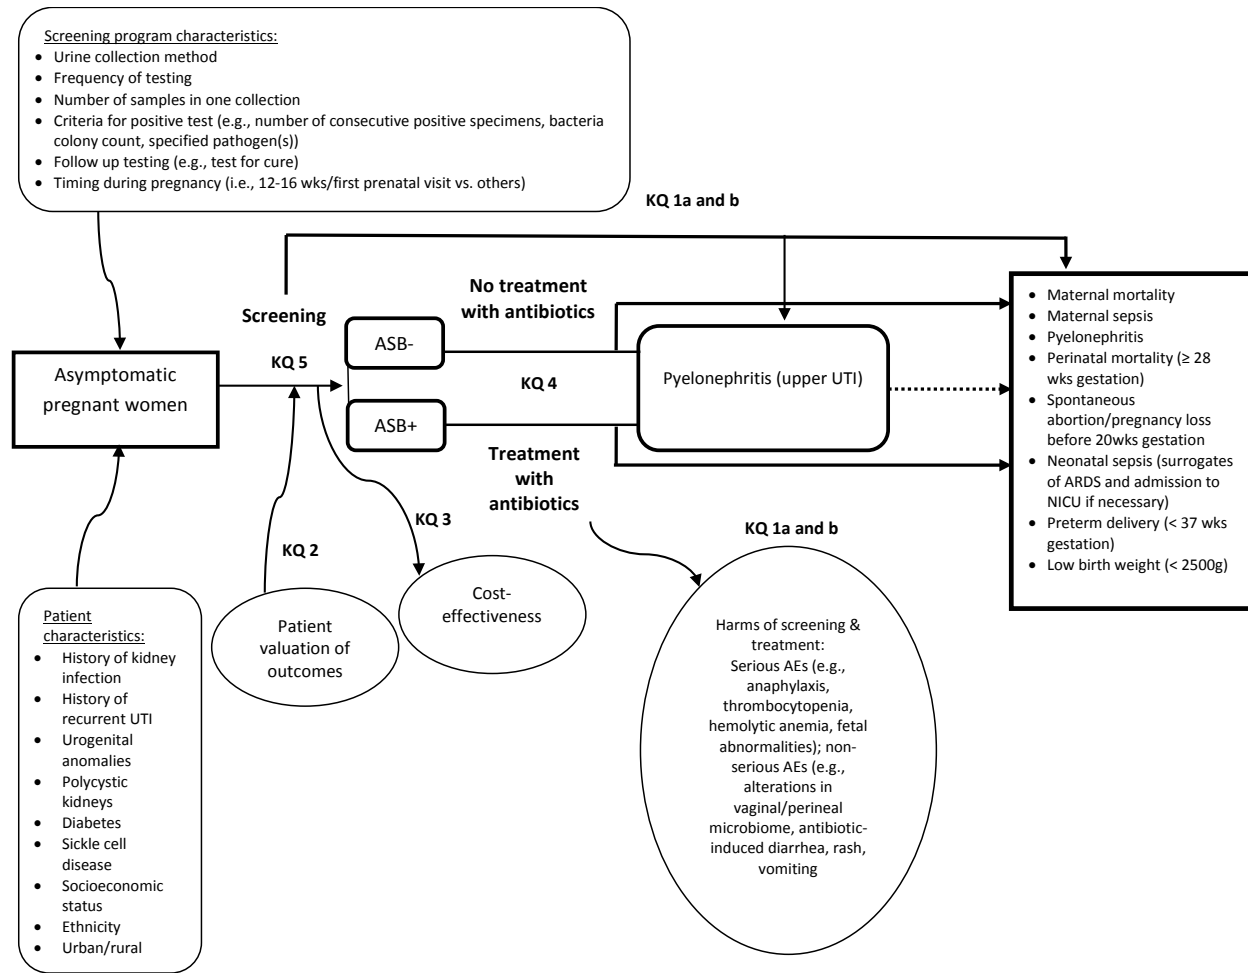 Screening program characteristics:
• Urine collection method
• Frequency of testing
• Number of samples in one collection
• Criteria for positive test (e.g., number of consecutive positive specimens, bacteria
colony count, specified pathogen(s))
• Follow up testing (e.g., test for cure)
• Timing during pregnancy (i.e., 12-16 wks/first prenatal visit vs. others)
KQ 1a and b
Screening
No treatment
with antibiotics
KQ 5
Asymptomatic
pregnant women
ASB-
KQ 4
ASB+
Pyelonephritis (upper UTI)
Treatment
with
antibiotics
• Maternal mortality
• Maternal sepsis
• Pyelonephritis
• Perinatal mortality (≥ 28
wks gestation)
• Spontaneous
abortion/pregnancy loss
before 20wks gestation
• Neonatal sepsis (surrogates
of ARDS and admission to
NICU if necessary)
• Preterm delivery (< 37 wks
gestation)
• Low birth weight (< 2500g)
KQ 2
KQ 3
KQ 1a and b
Patient
valuation of
outcomes
Cost-
effectiveness
Harms of screening &
treatment:
Serious AEs (e.g.,
anaphylaxis,
thrombocytopenia,
hemolytic anemia, fetal
abnormalities); non-
serious AEs (e.g.,
alterations in
vaginal/perineal
microbiome, antibiotic-
induced diarrhea, rash,
vomiting
Patient
characteristics:
• History of kidney
infection
• History of
recurrent UTI
• Urogenital
anomalies
• Polycystic
kidneys
• Diabetes
• Sickle cell
disease
• Socioeconomic
status
• Ethnicity
• Urban/rural